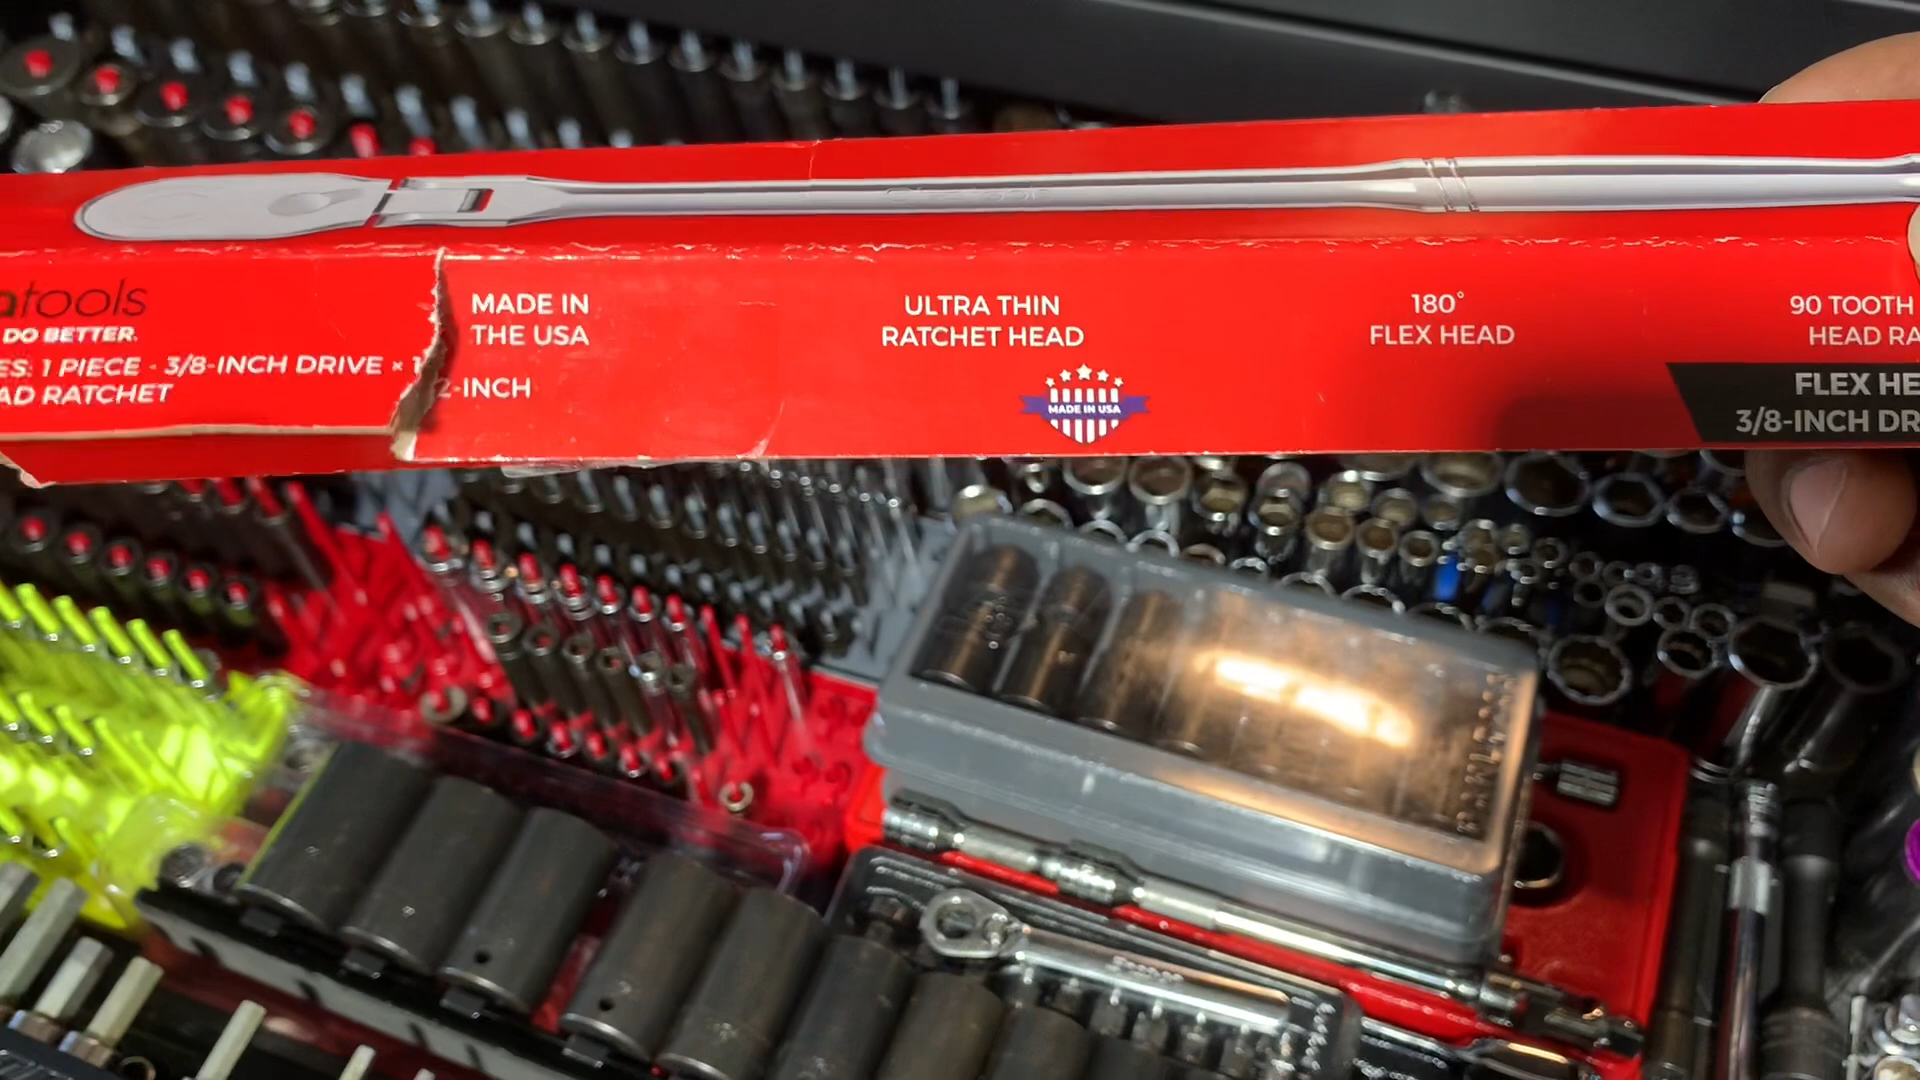 atools
DO BETTER.
ES: 1 PIECE - 3/8-INCH DRIVE × 1
2-INCH
AD RATCHET
MADE IN
THE USA
ULTRA THIN
RATCHET HEAD
MADE IN USA
180°
FLEX HEAD
90 TOOTH
HEAD RA
FLEX HE
3/8-INCH DR